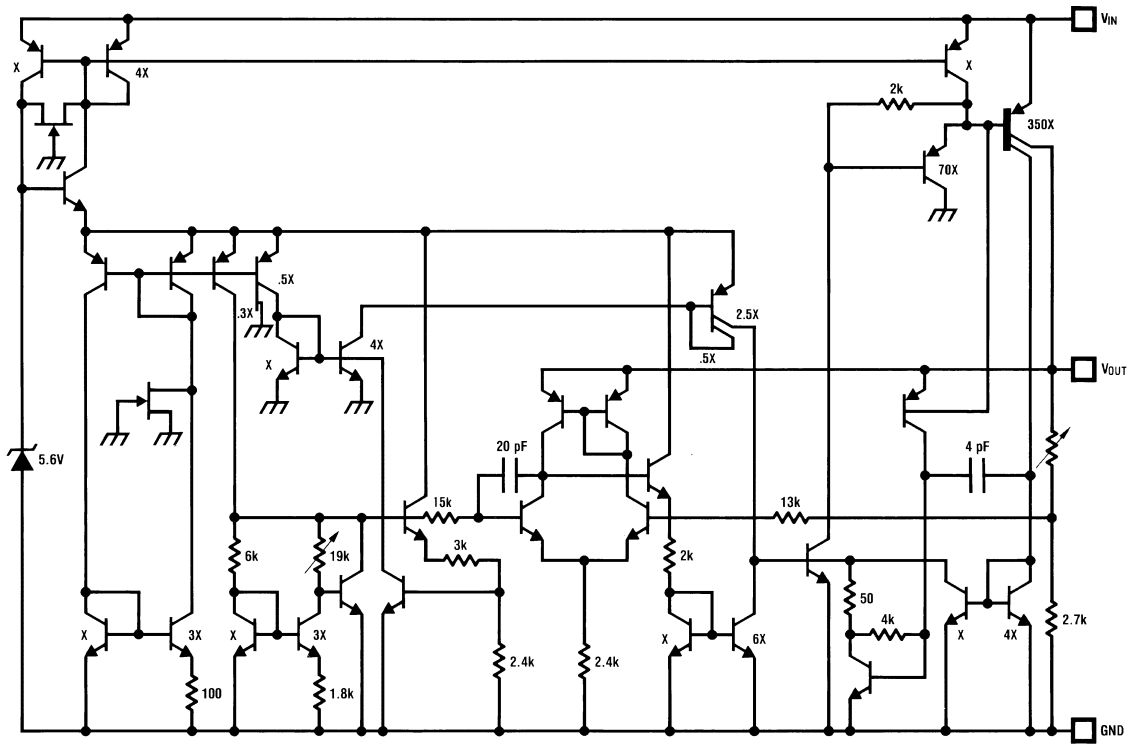 VIN
X
4X
X
2k
350X
70X
.5X
.3X
2.5X
4X
X
.5X
VOUT
5.6V
20 pF
4 pF
15k
13k
6k
19k
3k
2k
50
X
3X
X
3X
X
6X
4k
X
4X
2.7k
100
1.8k
2.4k
2.4k
GND